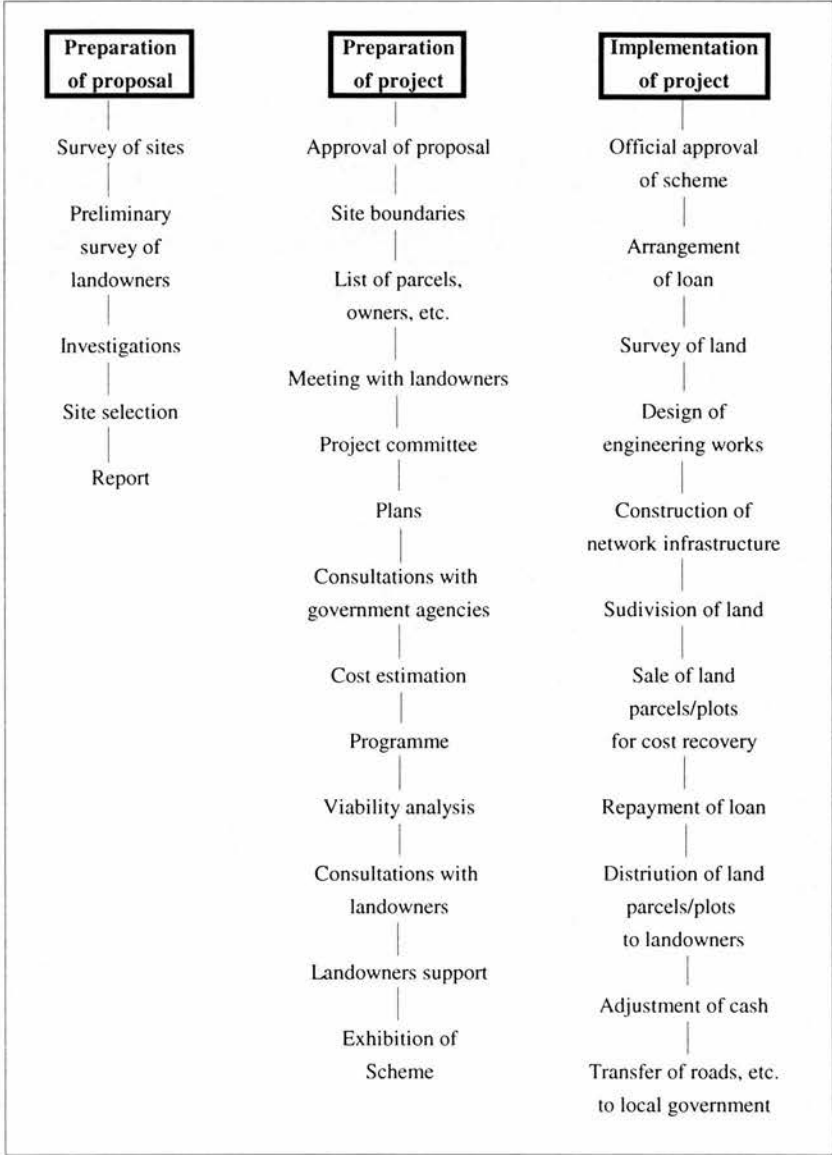 Preparation
of proposal
Survey of sites
Preliminary
survey of
landowners
Investigations
Site selection
Report
Preparation
of project
Approval of proposal
Site boundaries
List of parcels,
owners, etc.
Meeting with landowners
Project committee
Plans
Consultations with
government agencies
Cost estimation
Programme
Viability analysis
Consultations with
landowners
Landowners support
Exhibition of
Scheme
Implementation
of project
Official approval
of scheme
Arrangement
of loan
Survey of land
Design of
engineering works
Construction of
network infrastructure
Sudivision of land
Sale of land
parcels/plots
for cost recovery
Repayment of loan
Distriution of land
parcels/plots
to landowners
Adjustment of cash
Transfer of roads, etc.
to local government